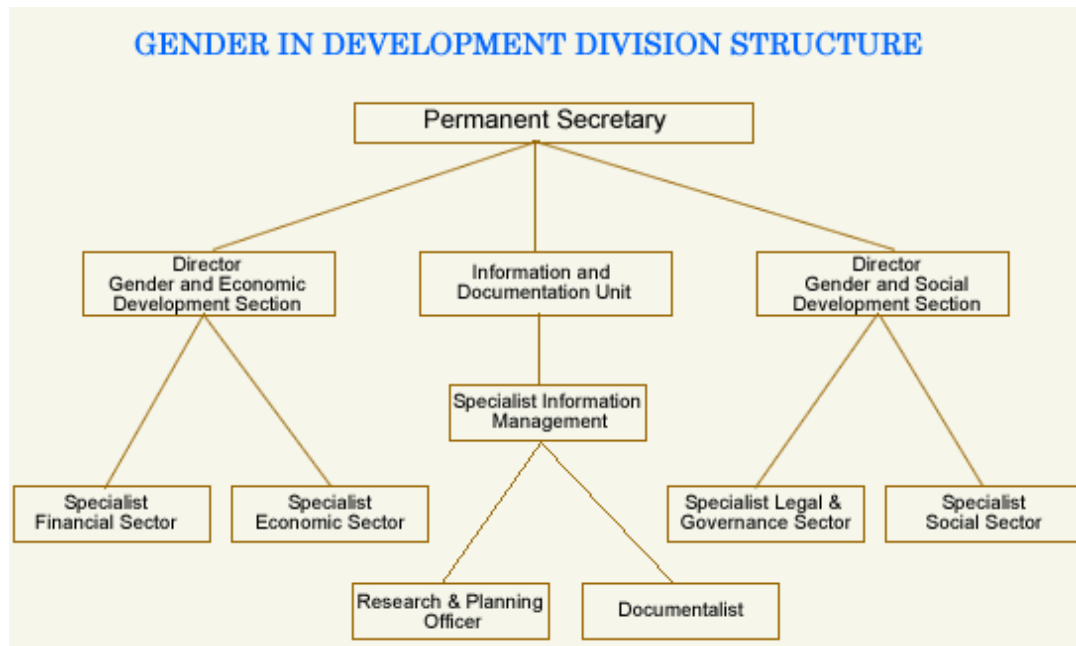 GENDER IN DEVELOPMENT DIVISION STRUCTURE
Permanent Secretary
Director
Gender and Economic
Development Section
Information and
Documentation Unit
Director
Gender and Social
Development Section
Specialist Information
Management
Specialist
Financial Sector
Specialist
Economic Sector
Specialist Legal &
Governance Sector
Specialist
Social Sector
Research & Planning
Officer
Documentalist